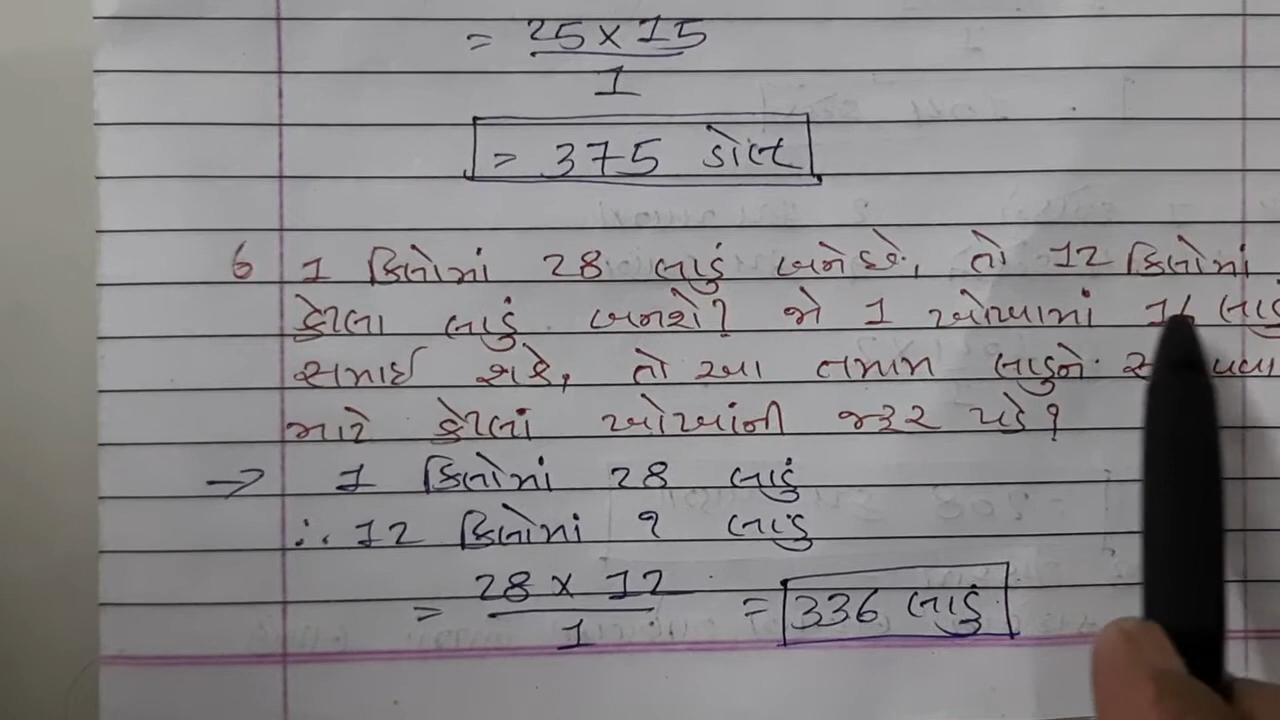 = 25 × 15
1
= 375 કોલ
6 1 કિલોમાં 28 લાડું બને છે, તો 12 કિલોમાં
કેટલા લાડું બનશે? જો 1 ખોખામાં 16
સમાઈ શકે, તો આ તમામ લાડુને
માટે કેટલાં ખોખાંની જરૂર પડે?
→ 1 કિલોમાં 28 લાડું
∴ 12 કિલોમાં ? લાડું
= 28 × 12 = 336 લાડું
1